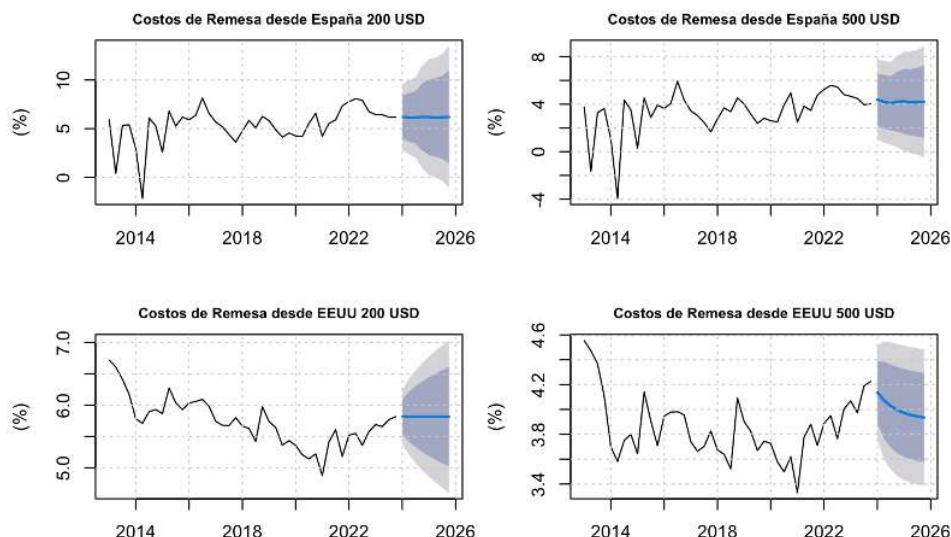 Costos de Remesa desde España 200 USD
(%)
10
5
0
2014 2018 2022 2026
Costos de Remesa desde España 500 USD
(%)
8
4
0
-4
2014 2018 2022 2026
Costos de Remesa desde EEUU 200 USD
(%)
7.0
6.0
5.0
2014 2018 2022 2026
Costos de Remesa desde EEUU 500 USD
(%)
4.6
4.2
3.8
3.4
2014 2018 2022 2026